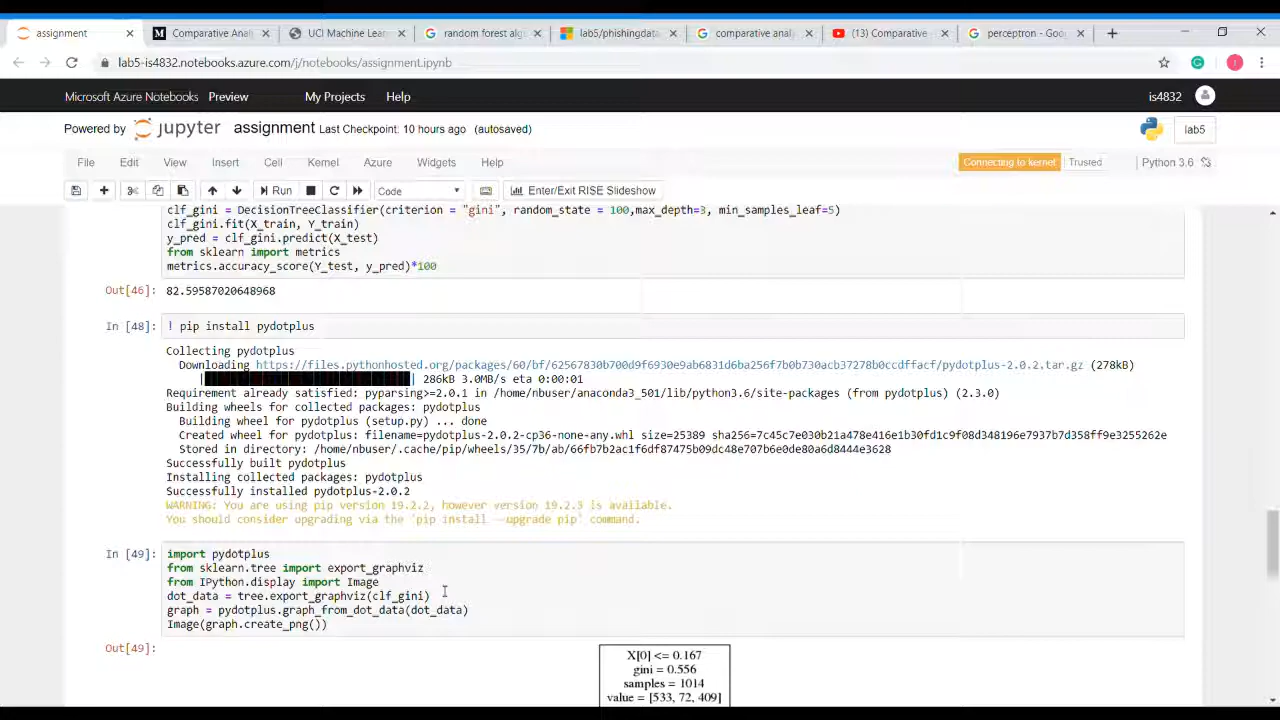 assignment
Comparative Anal
UCI Machine Lear
random forest alg
lab5/phishingdata
comparative analy
(13) Comparative
perceptron - Goo
lab5-is4832.notebooks.azure.com/j/notebooks/assignment.ipynb
Microsoft Azure Notebooks Preview My Projects Help is4832
Powered by jupyter assignment Last Checkpoint: 10 hours ago (autosaved) lab5
File Edit View Insert Cell Kernel Azure Widgets Help Connecting to kernel Trusted Python 3.6
Run Code Enter/Exit RISE Slideshow
clf_gini = DecisionTreeClassifier(criterion = "gini", random_state = 100,max_depth=3, min_samples_leaf=5)
clf_gini.fit(X_train, Y_train)
y_pred = clf_gini.predict(X_test)
from sklearn import metrics
metrics.accuracy_score(Y_test, y_pred)*100
Out[46]: 82.59587020648968
In [48]: ! pip install pydotplus
Collecting pydotplus
Downloading https://files.pythonhosted.org/packages/60/bf/62567830b700d9f6930e9ab6831d6ba256f7b0b730acb37278b0ccdffacf/pydotplus-2.0.2.tar.gz (278kB)
286kB 3.0MB/s eta 0:00:01
Requirement already satisfied: pyparsing>=2.0.1 in /home/nbuser/anaconda3_501/lib/python3.6/site-packages (from pydotplus) (2.3.0)
Building wheels for collected packages: pydotplus
Building wheel for pydotplus (setup.py) ... done
Created wheel for pydotplus: filename=pydotplus-2.0.2-cp36-none-any.whl size=25389 sha256=7c45c7e030b21a478e416e1b30fd1c9f08d348196e7937b7d358ff9e3255262e
Stored in directory: /home/nbuser/.cache/pip/wheels/35/7b/ab/66fb7b2ac1f6df87475b09dc48e707b6e0de80a6d8444e3628
Successfully built pydotplus
Installing collected packages: pydotplus
Successfully installed pydotplus-2.0.2
WARNING: You are using pip version 19.2.2, however version 19.2.3 is available.
You should consider upgrading via the 'pip install --upgrade pip' command.
In [49]: import pydotplus
from sklearn.tree import export_graphviz
from IPython.display import Image
dot_data = tree.export_graphviz(clf_gini)
graph = pydotplus.graph_from_dot_data(dot_data)
Image(graph.create_png())
Out[49]:
X[0] <= 0.167
gini = 0.556
samples = 1014
value = [533, 72, 409]